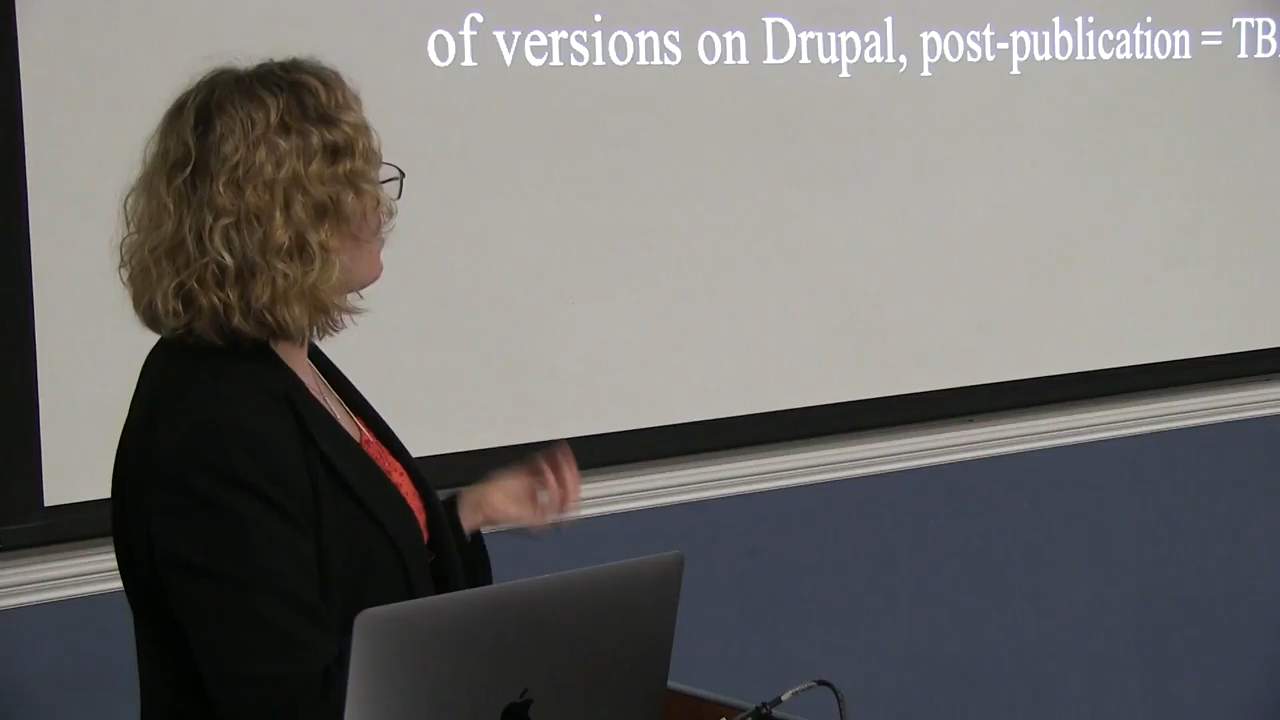 of versions on Drupal, post-publication = TB